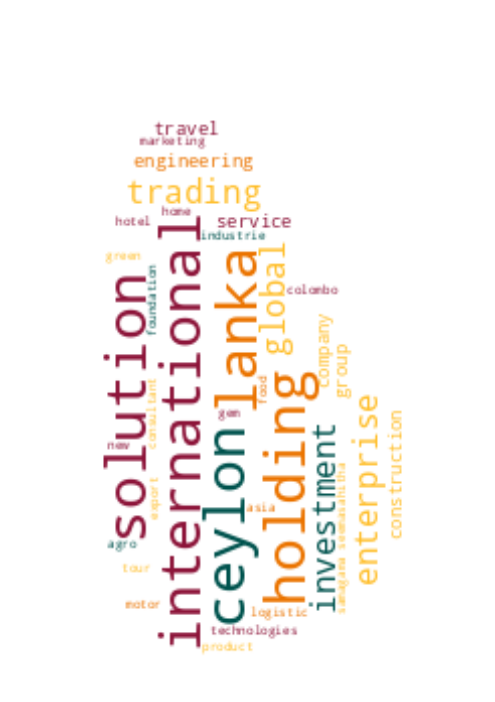 travel
marketing
engineering
trading
home
hotel
service
industrie
green
solution
foundation
international
lanka
global
colombo
company
group
consultant
food
holding
gem
new
ceylon
investment
enterprise
construction
export
asia
samagama seemasahitha
agro
tour
motor
logistic
technologies
product